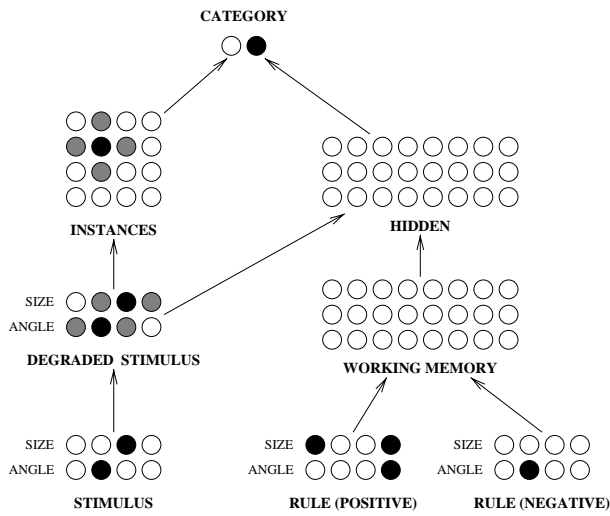 CATEGORY
INSTANCES
HIDDEN
SIZE
ANGLE
DEGRADED STIMULUS
WORKING MEMORY
SIZE
ANGLE
STIMULUS
SIZE
ANGLE
RULE (POSITIVE)
SIZE
ANGLE
RULE (NEGATIVE)